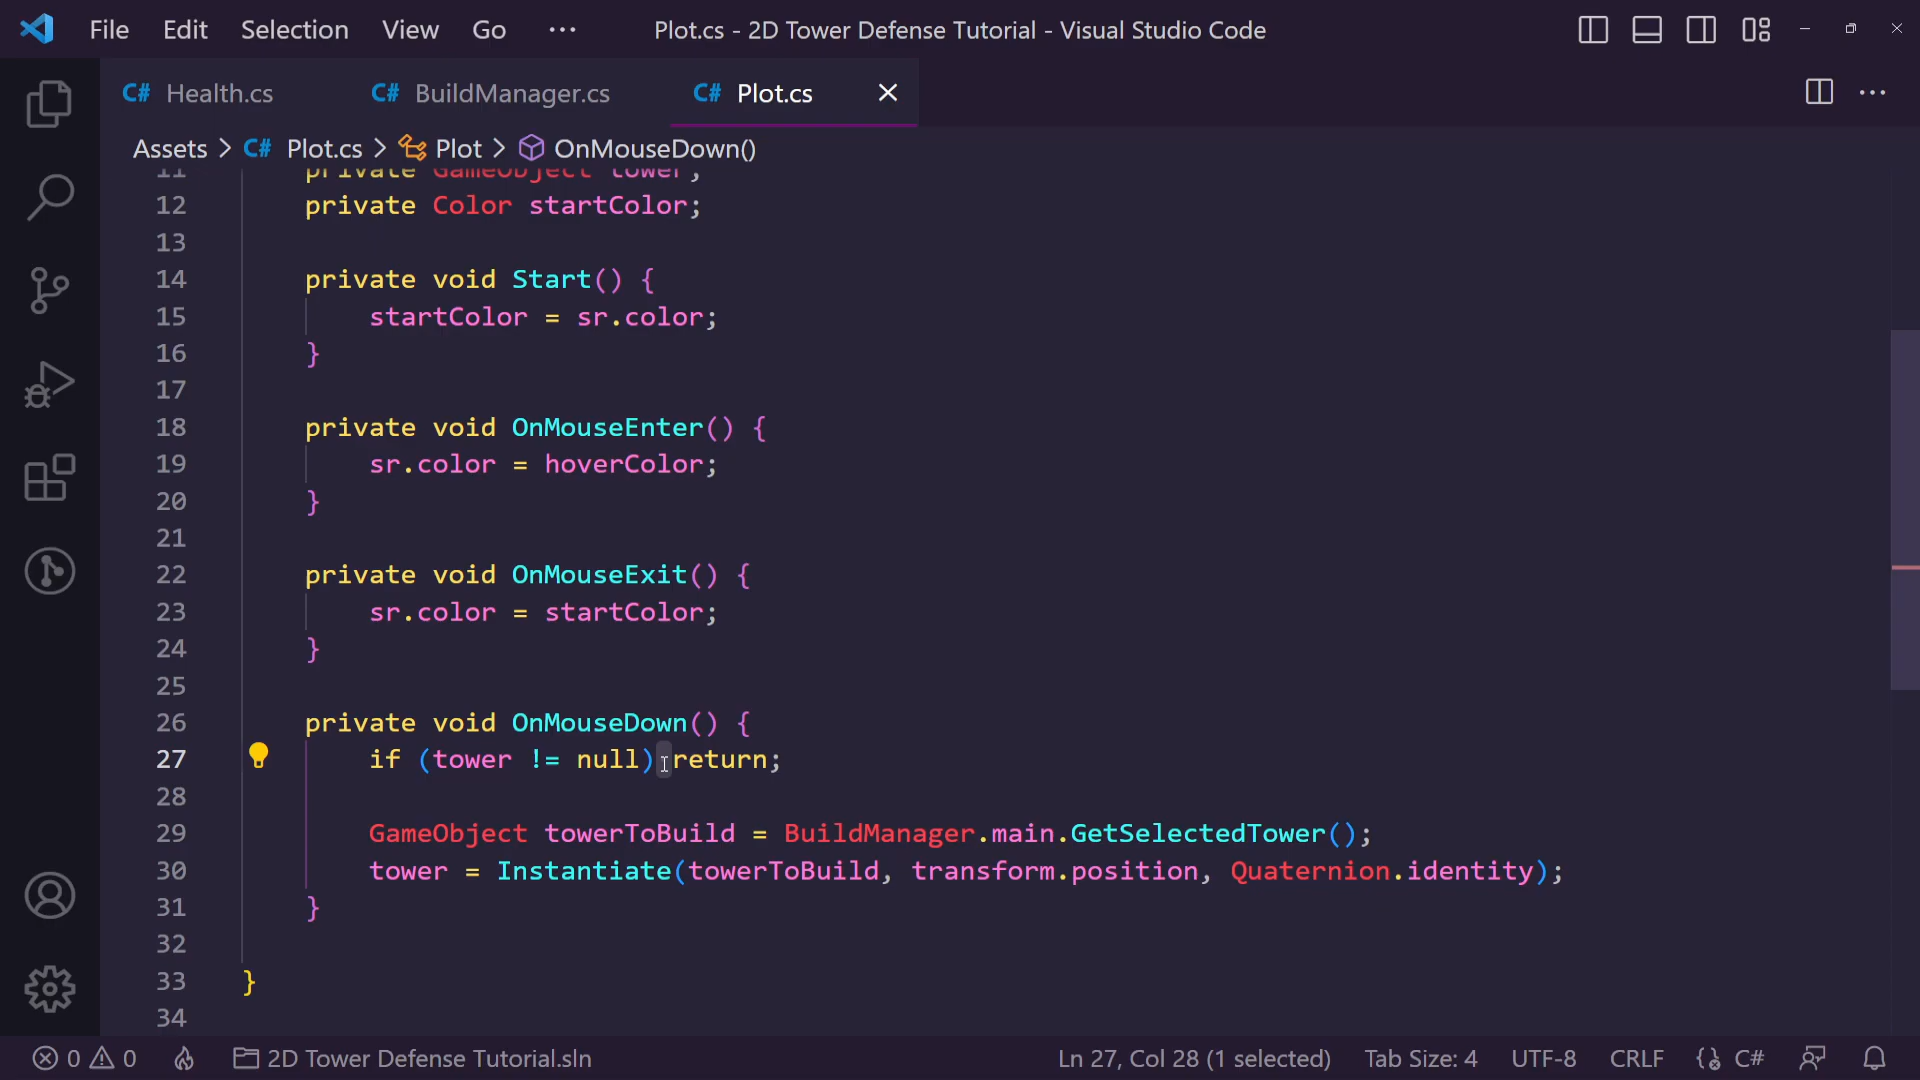 File Edit Selection View Go ··· Plot.cs - 2D Tower Defense Tutorial - Visual Studio Code
C# Health.cs C# BuildManager.cs C# Plot.cs
Assets > C# Plot.cs > Plot > OnMouseDown()
11 private GameObject tower;
12 private Color startColor;
13
14 private void Start() {
15 startColor = sr.color;
16 }
17
18 private void OnMouseEnter() {
19 sr.color = hoverColor;
20 }
21
22 private void OnMouseExit() {
23 sr.color = startColor;
24 }
25
26 private void OnMouseDown() {
27 if (tower != null) return;
28
29 GameObject towerToBuild = BuildManager.main.GetSelectedTower();
30 tower = Instantiate(towerToBuild, transform.position, Quaternion.identity);
31 }
32
33 }
34
0 0 2D Tower Defense Tutorial.sln Ln 27, Col 28 (1 selected) Tab Size: 4 UTF-8 CRLF C#